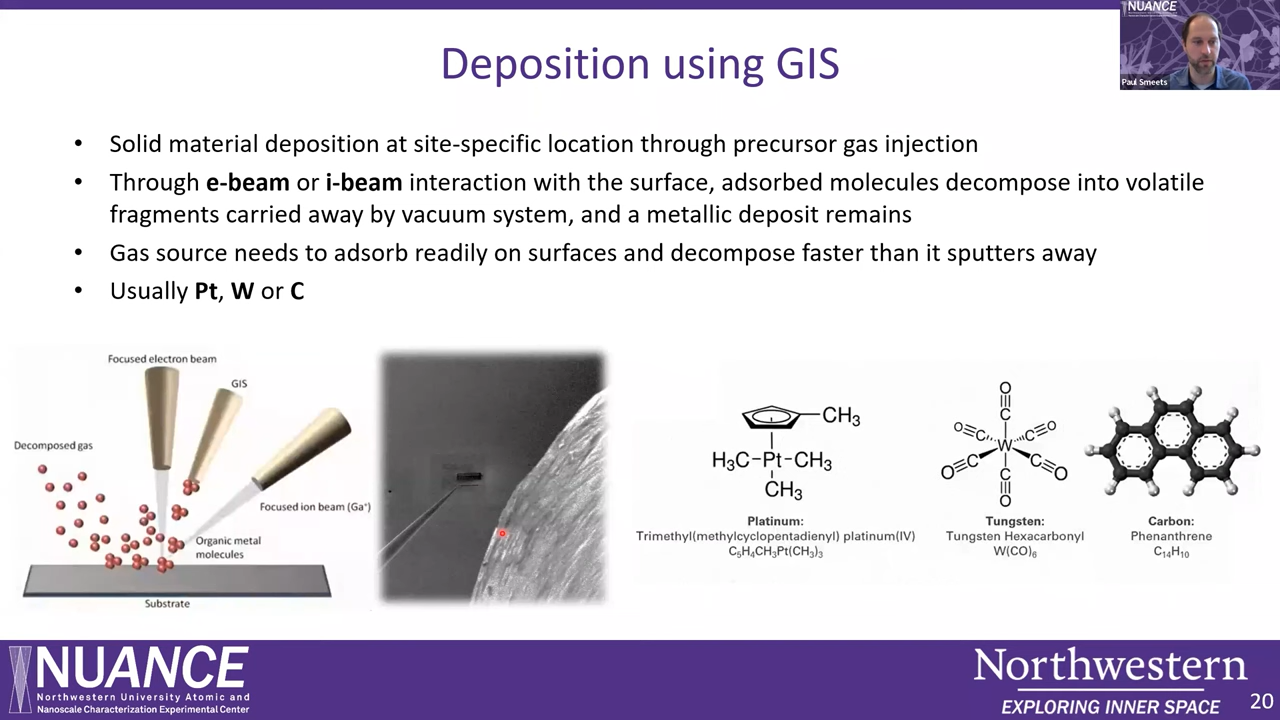 NUANCE
Paul Smeets
Deposition using GIS
• Solid material deposition at site-specific location through precursor gas injection
• Through e-beam or i-beam interaction with the surface, adsorbed molecules decompose into volatile
fragments carried away by vacuum system, and a metallic deposit remains
• Gas source needs to adsorb readily on surfaces and decompose faster than it sputters away
• Usually Pt, W or C
Focused electron beam
GIS
Decomposed gas
Focused ion beam (Ga⁺)
Organic metal
molecules
Substrate
CH₃
H₃C-Pt-CH₃
CH₃
Platinum:
Trimethyl(methylcyclopentadienyl) platinum(IV)
C₅H₄CH₃Pt(CH₃)₃
O
C
OC CO
W
OC CO
C
O
Tungsten:
Tungsten Hexacarbonyl
W(CO)₆
Carbon:
Phenanthrene
C₁₄H₁₀
NUANCE
Northwestern University Atomic and
Nanoscale Characterization Experimental Center
Northwestern
EXPLORING INNER SPACE
20